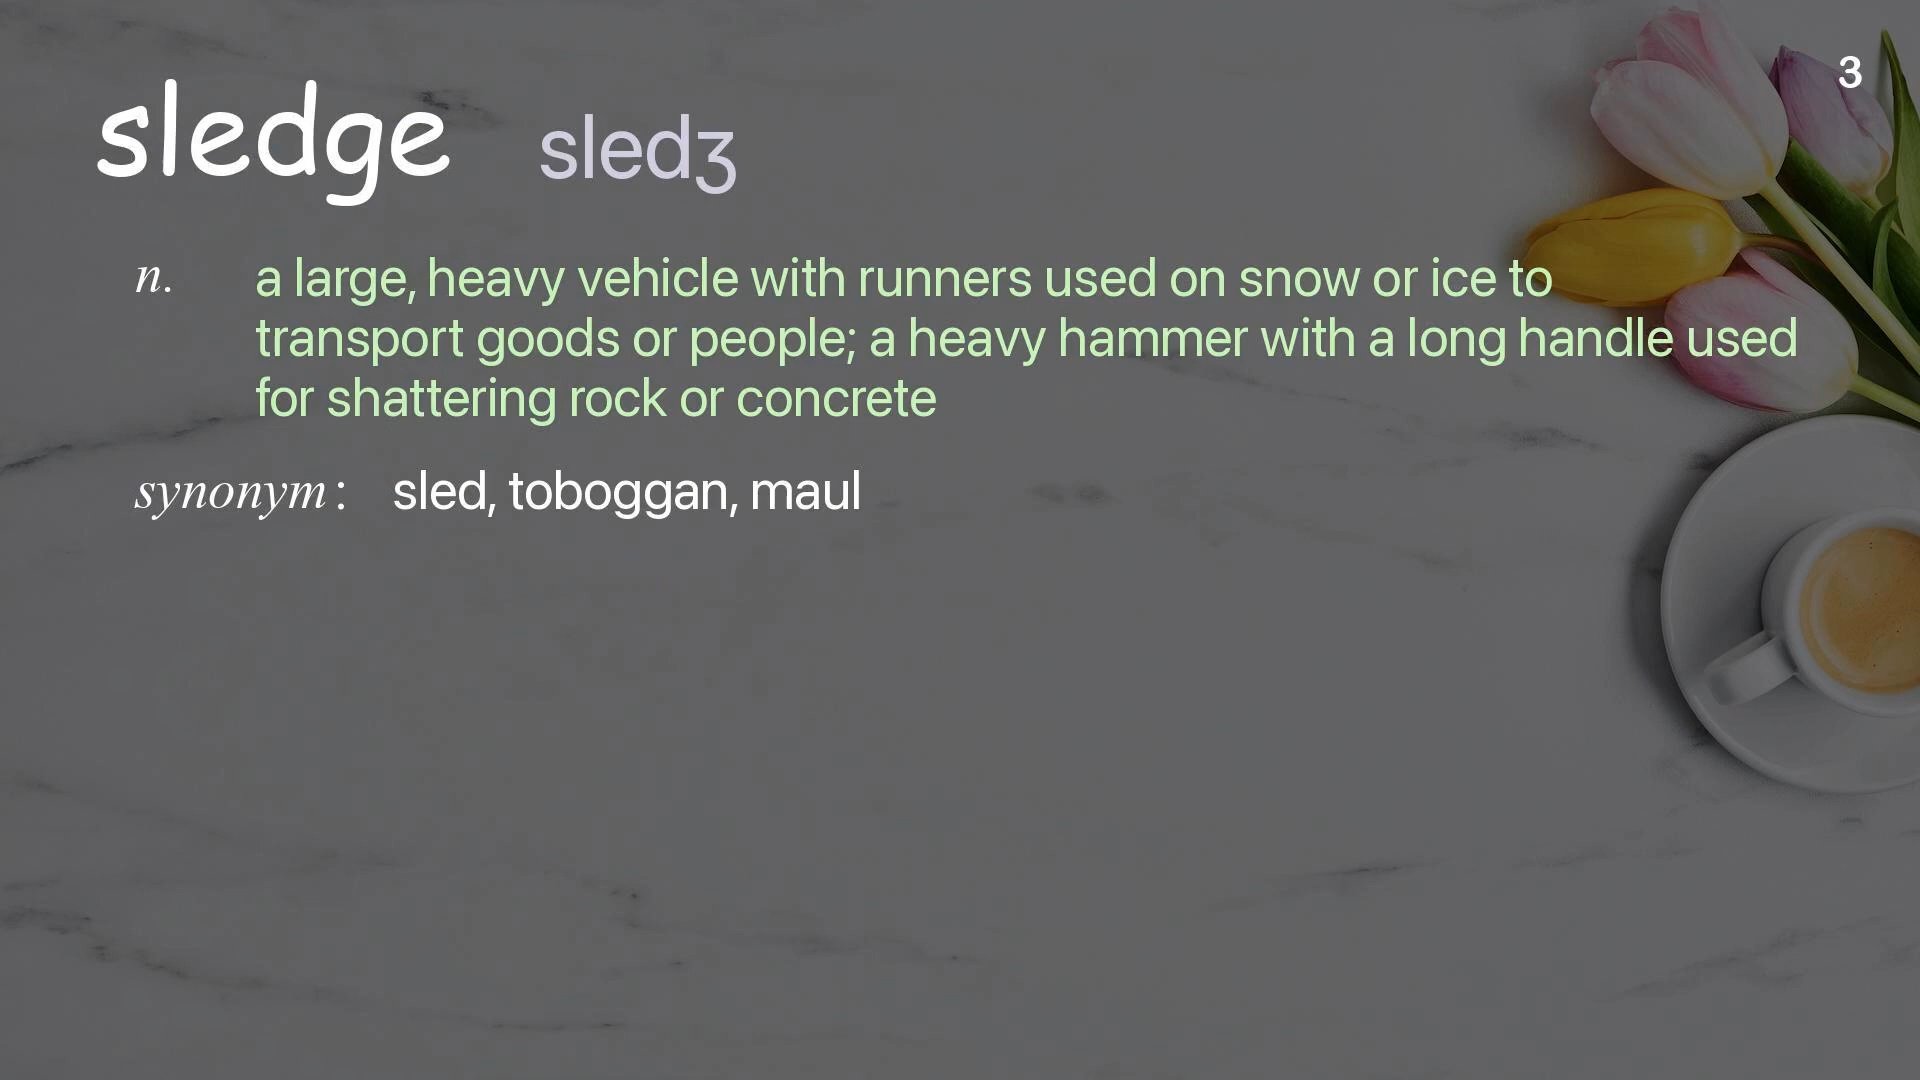 3
sledge sledʒ
n. a large, heavy vehicle with runners used on snow or ice to
transport goods or people; a heavy hammer with a long handle used
for shattering rock or concrete
synonym: sled, toboggan, maul